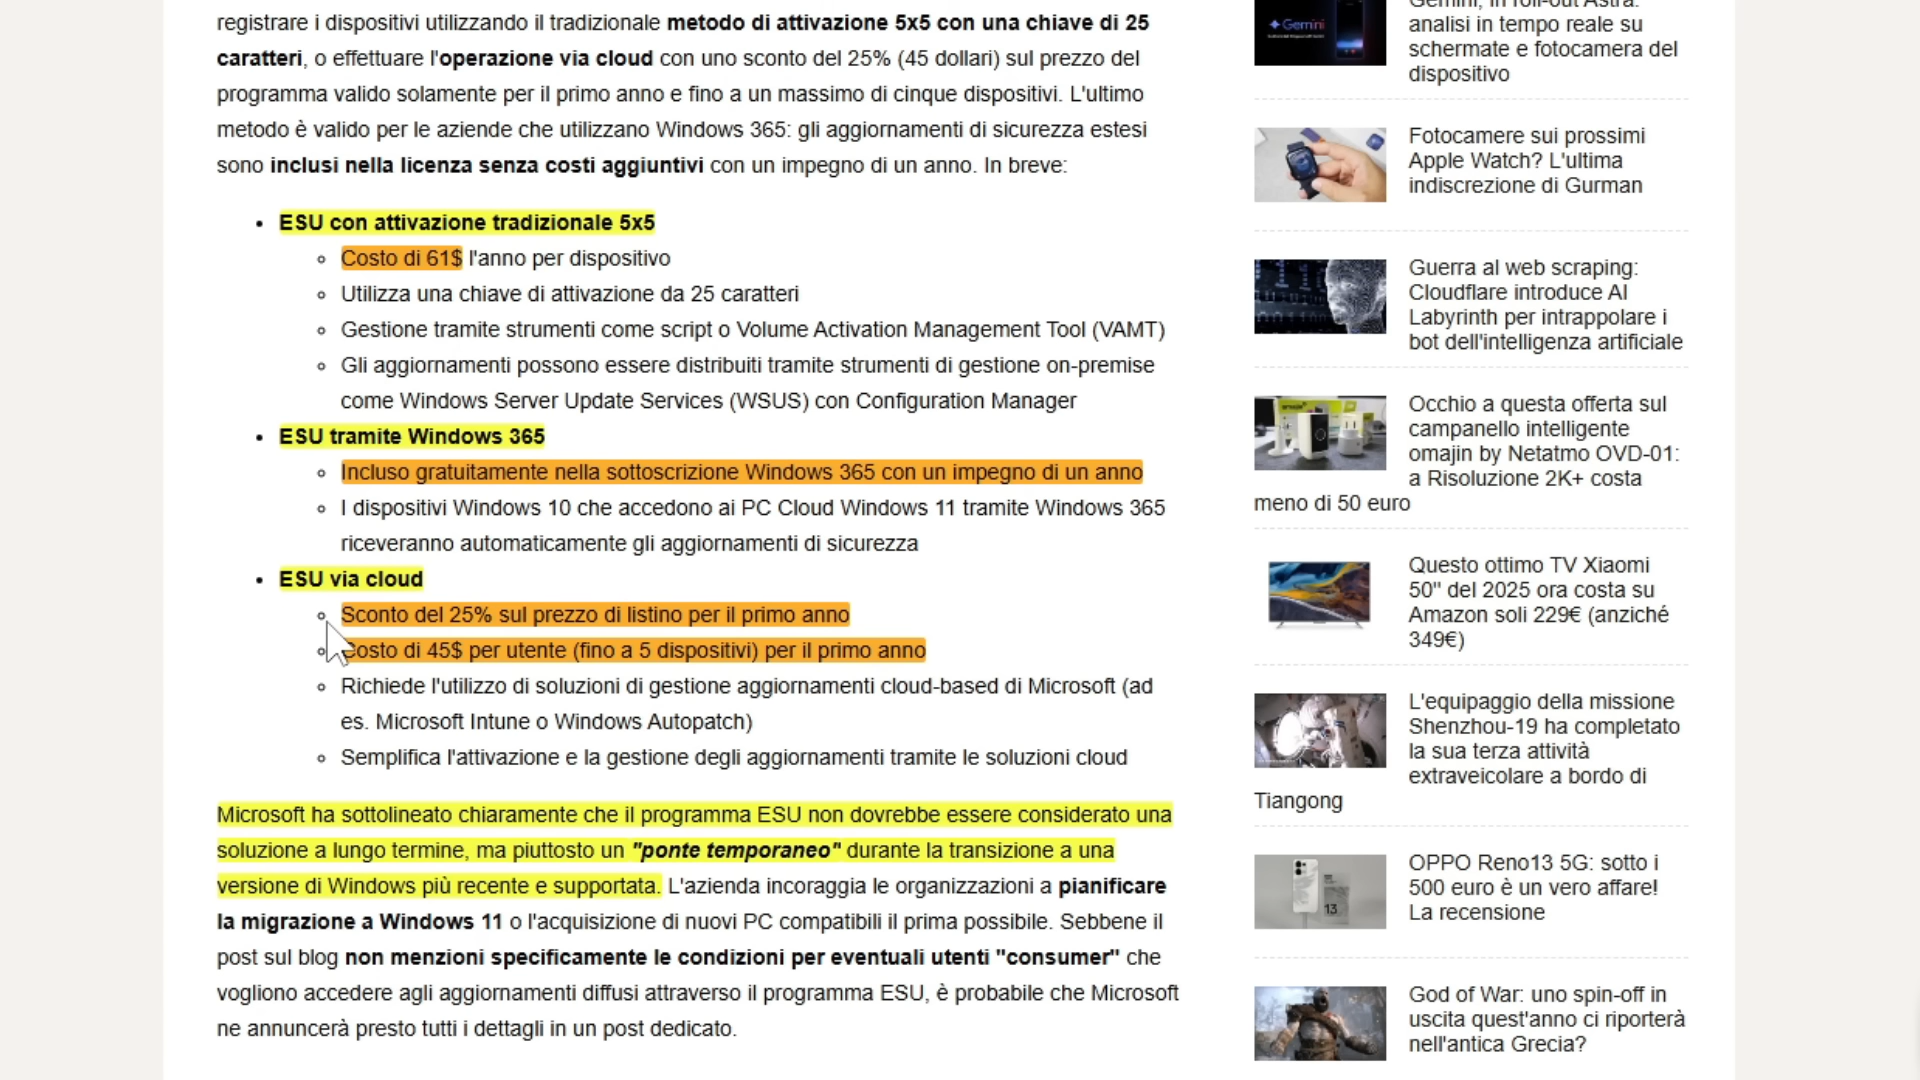 registrare i dispositivi utilizzando il tradizionale metodo di attivazione 5x5 con una chiave di 25
caratteri, o effettuare l'operazione via cloud con uno sconto del 25% (45 dollari) sul prezzo del
programma valido solamente per il primo anno e fino a un massimo di cinque dispositivi. L'ultimo
metodo è valido per le aziende che utilizzano Windows 365: gli aggiornamenti di sicurezza estesi
sono inclusi nella licenza senza costi aggiuntivi con un impegno di un anno. In breve:
ESU con attivazione tradizionale 5x5
Costo di 61$ l'anno per dispositivo
Utilizza una chiave di attivazione da 25 caratteri
Gestione tramite strumenti come script o Volume Activation Management Tool (VAMT)
Gli aggiornamenti possono essere distribuiti tramite strumenti di gestione on-premise
come Windows Server Update Services (WSUS) con Configuration Manager
ESU tramite Windows 365
Incluso gratuitamente nella sottoscrizione Windows 365 con un impegno di un anno
I dispositivi Windows 10 che accedono ai PC Cloud Windows 11 tramite Windows 365
riceveranno automaticamente gli aggiornamenti di sicurezza
ESU via cloud
Sconto del 25% sul prezzo di listino per il primo anno
Costo di 45$ per utente (fino a 5 dispositivi) per il primo anno
Richiede l'utilizzo di soluzioni di gestione aggiornamenti cloud-based di Microsoft (ad
es. Microsoft Intune o Windows Autopatch)
Semplifica l'attivazione e la gestione degli aggiornamenti tramite le soluzioni cloud
Microsoft ha sottolineato chiaramente che il programma ESU non dovrebbe essere considerato una
soluzione a lungo termine, ma piuttosto un "ponte temporaneo" durante la transizione a una
versione di Windows più recente e supportata. L'azienda incoraggia le organizzazioni a pianificare
la migrazione a Windows 11 o l'acquisizione di nuovi PC compatibili il prima possibile. Sebbene il
post sul blog non menzioni specificamente le condizioni per eventuali utenti "consumer" che
vogliono accedere agli aggiornamenti diffusi attraverso il programma ESU, è probabile che Microsoft
ne annuncerà presto tutti i dettagli in un post dedicato.
Gemini
Gemini, in roll-out Astra:
analisi in tempo reale su
schermate e fotocamera del
dispositivo
Fotocamere sui prossimi
Apple Watch? L'ultima
indiscrezione di Gurman
Guerra al web scraping:
Cloudflare introduce AI
Labyrinth per intrappolare i
bot dell'intelligenza artificiale
Occhio a questa offerta sul
campanello intelligente
omajin by Netatmo OVD-01:
a Risoluzione 2K+ costa
meno di 50 euro
Questo ottimo TV Xiaomi
50" del 2025 ora costa su
Amazon soli 229€ (anziché
349€)
L'equipaggio della missione
Shenzhou-19 ha completato
la sua terza attività
extraveicolare a bordo di
Tiangong
13
OPPO Reno13 5G: sotto i
500 euro è un vero affare!
La recensione
God of War: uno spin-off in
uscita quest'anno ci riporterà
nell'antica Grecia?